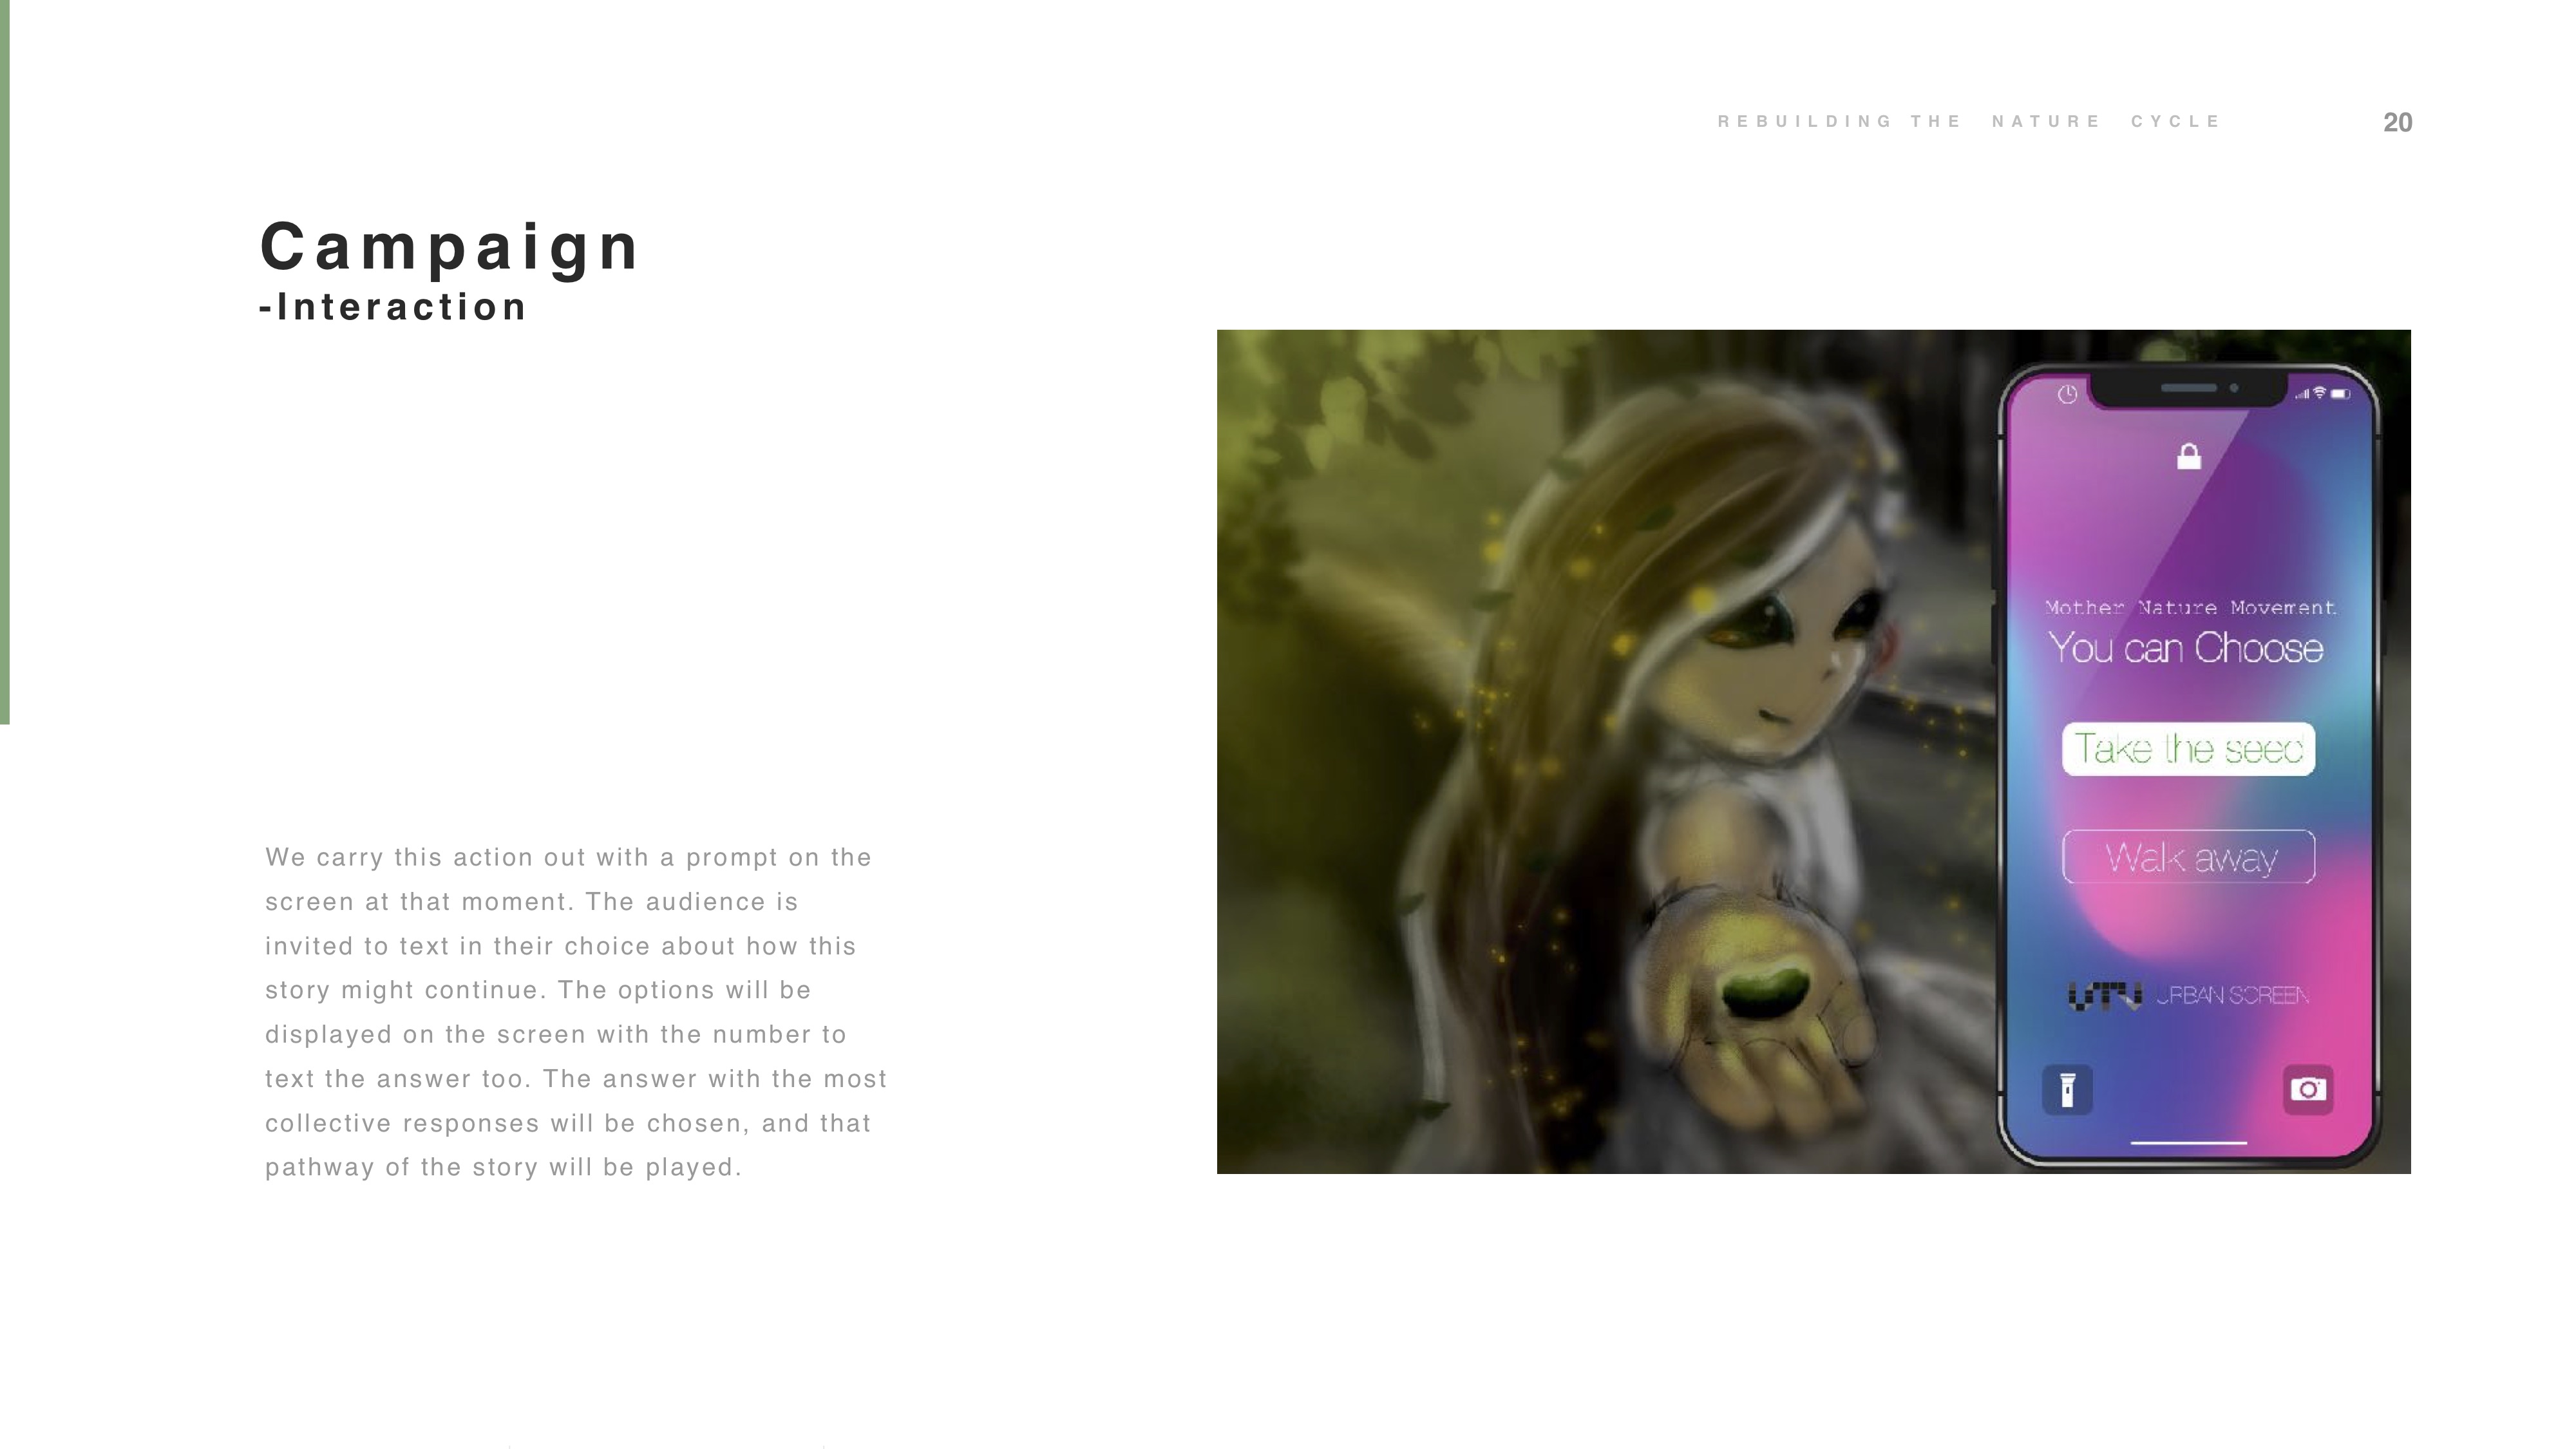 REBUILDING THE NATURE CYCLE
20
Campaign
-Interaction
We carry this action out with a prompt on the
screen at that moment. The audience is
invited to text in their choice about how this
story might continue. The options will be
displayed on the screen with the number to
text the answer too. The answer with the most
collective responses will be chosen, and that
pathway of the story will be played.
Mother Nature Movement
You can Choose
Take the seed
Walk away
URBAN SCREEN